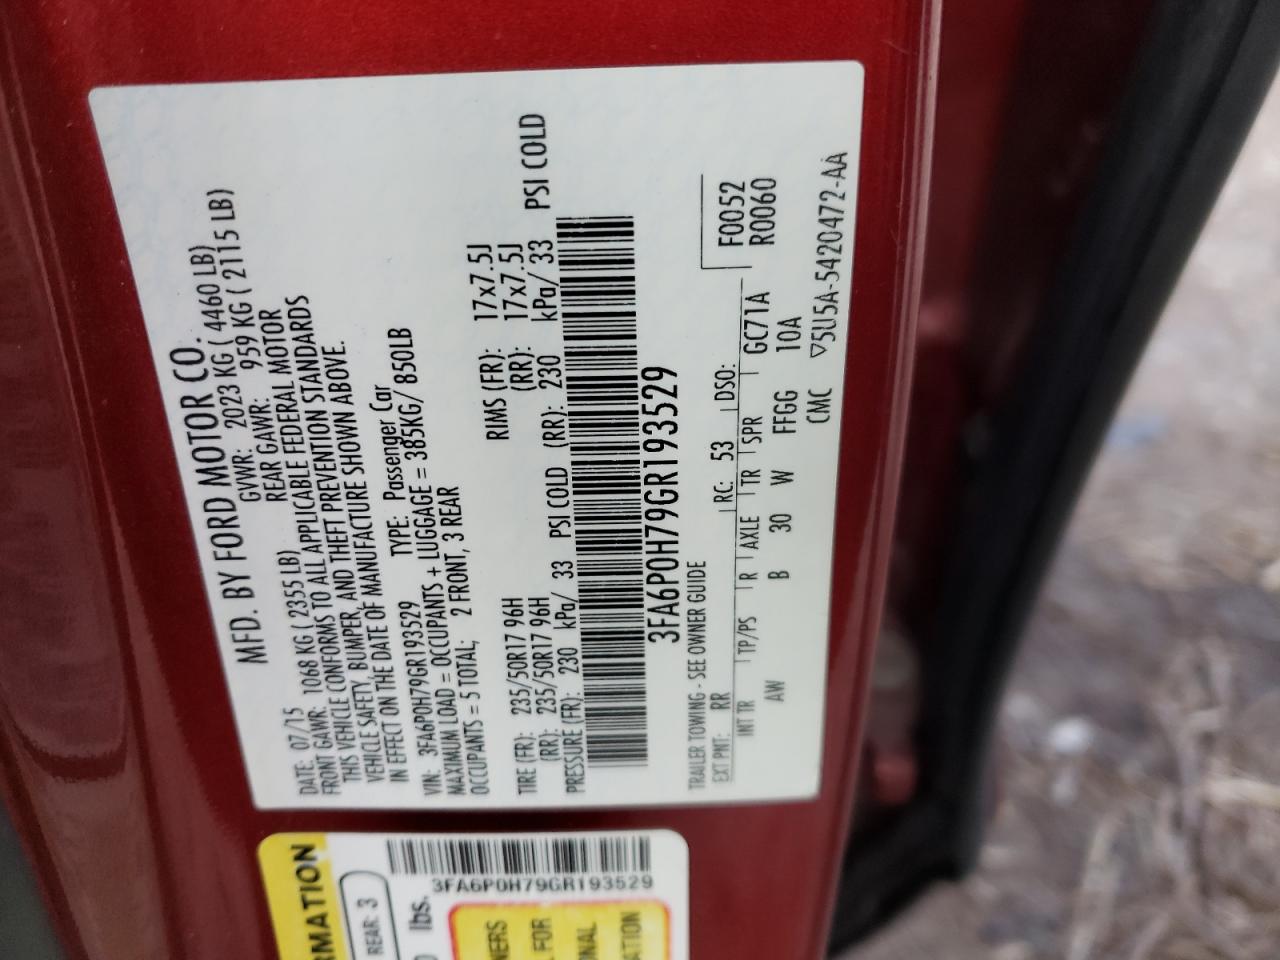 MFD. BY FORD MOTOR CO.
DATE: 07/15 GVWR: 2023 KG ( 4460 LB)
FRONT GAWR: 1068 KG ( 2355 LB) REAR GAWR: 959 KG ( 2115 LB)
THIS VEHICLE CONFORMS TO ALL APPLICABLE FEDERAL MOTOR
VEHICLE SAFETY, BUMPER, AND THEFT PREVENTION STANDARDS
IN EFFECT ON THE DATE OF MANUFACTURE SHOWN ABOVE.
VIN: 3FA6P0H79GR193529 TYPE: Passenger Car
MAXIMUM LOAD = OCCUPANTS + LUGGAGE = 385KG/ 850LB
OCCUPANTS = 5 TOTAL; 2 FRONT, 3 REAR
TIRE (FR): 235/50R17 96H RIMS (FR): 17x7.5J
(RR): 235/50R17 96H (RR): 17x7.5J
PRESSURE (FR): 230 kPa/ 33 PSI COLD (RR): 230 kPa/ 33 PSI COLD
3FA6P0H79GR193529
TRAILER TOWING - SEE OWNER GUIDE
F0052
R0060
EXT PNT: RR RC: 53 DSO:
INT TR TP/PS R AXLE TR SPR GC71A
AW B 30 W FFGG 10A
CMC ▽5U5A-5420472-AA
RMATION
REAR: 3
lbs.
3FA6P0H79GR193529
NERS
FOR
NAL
ATION